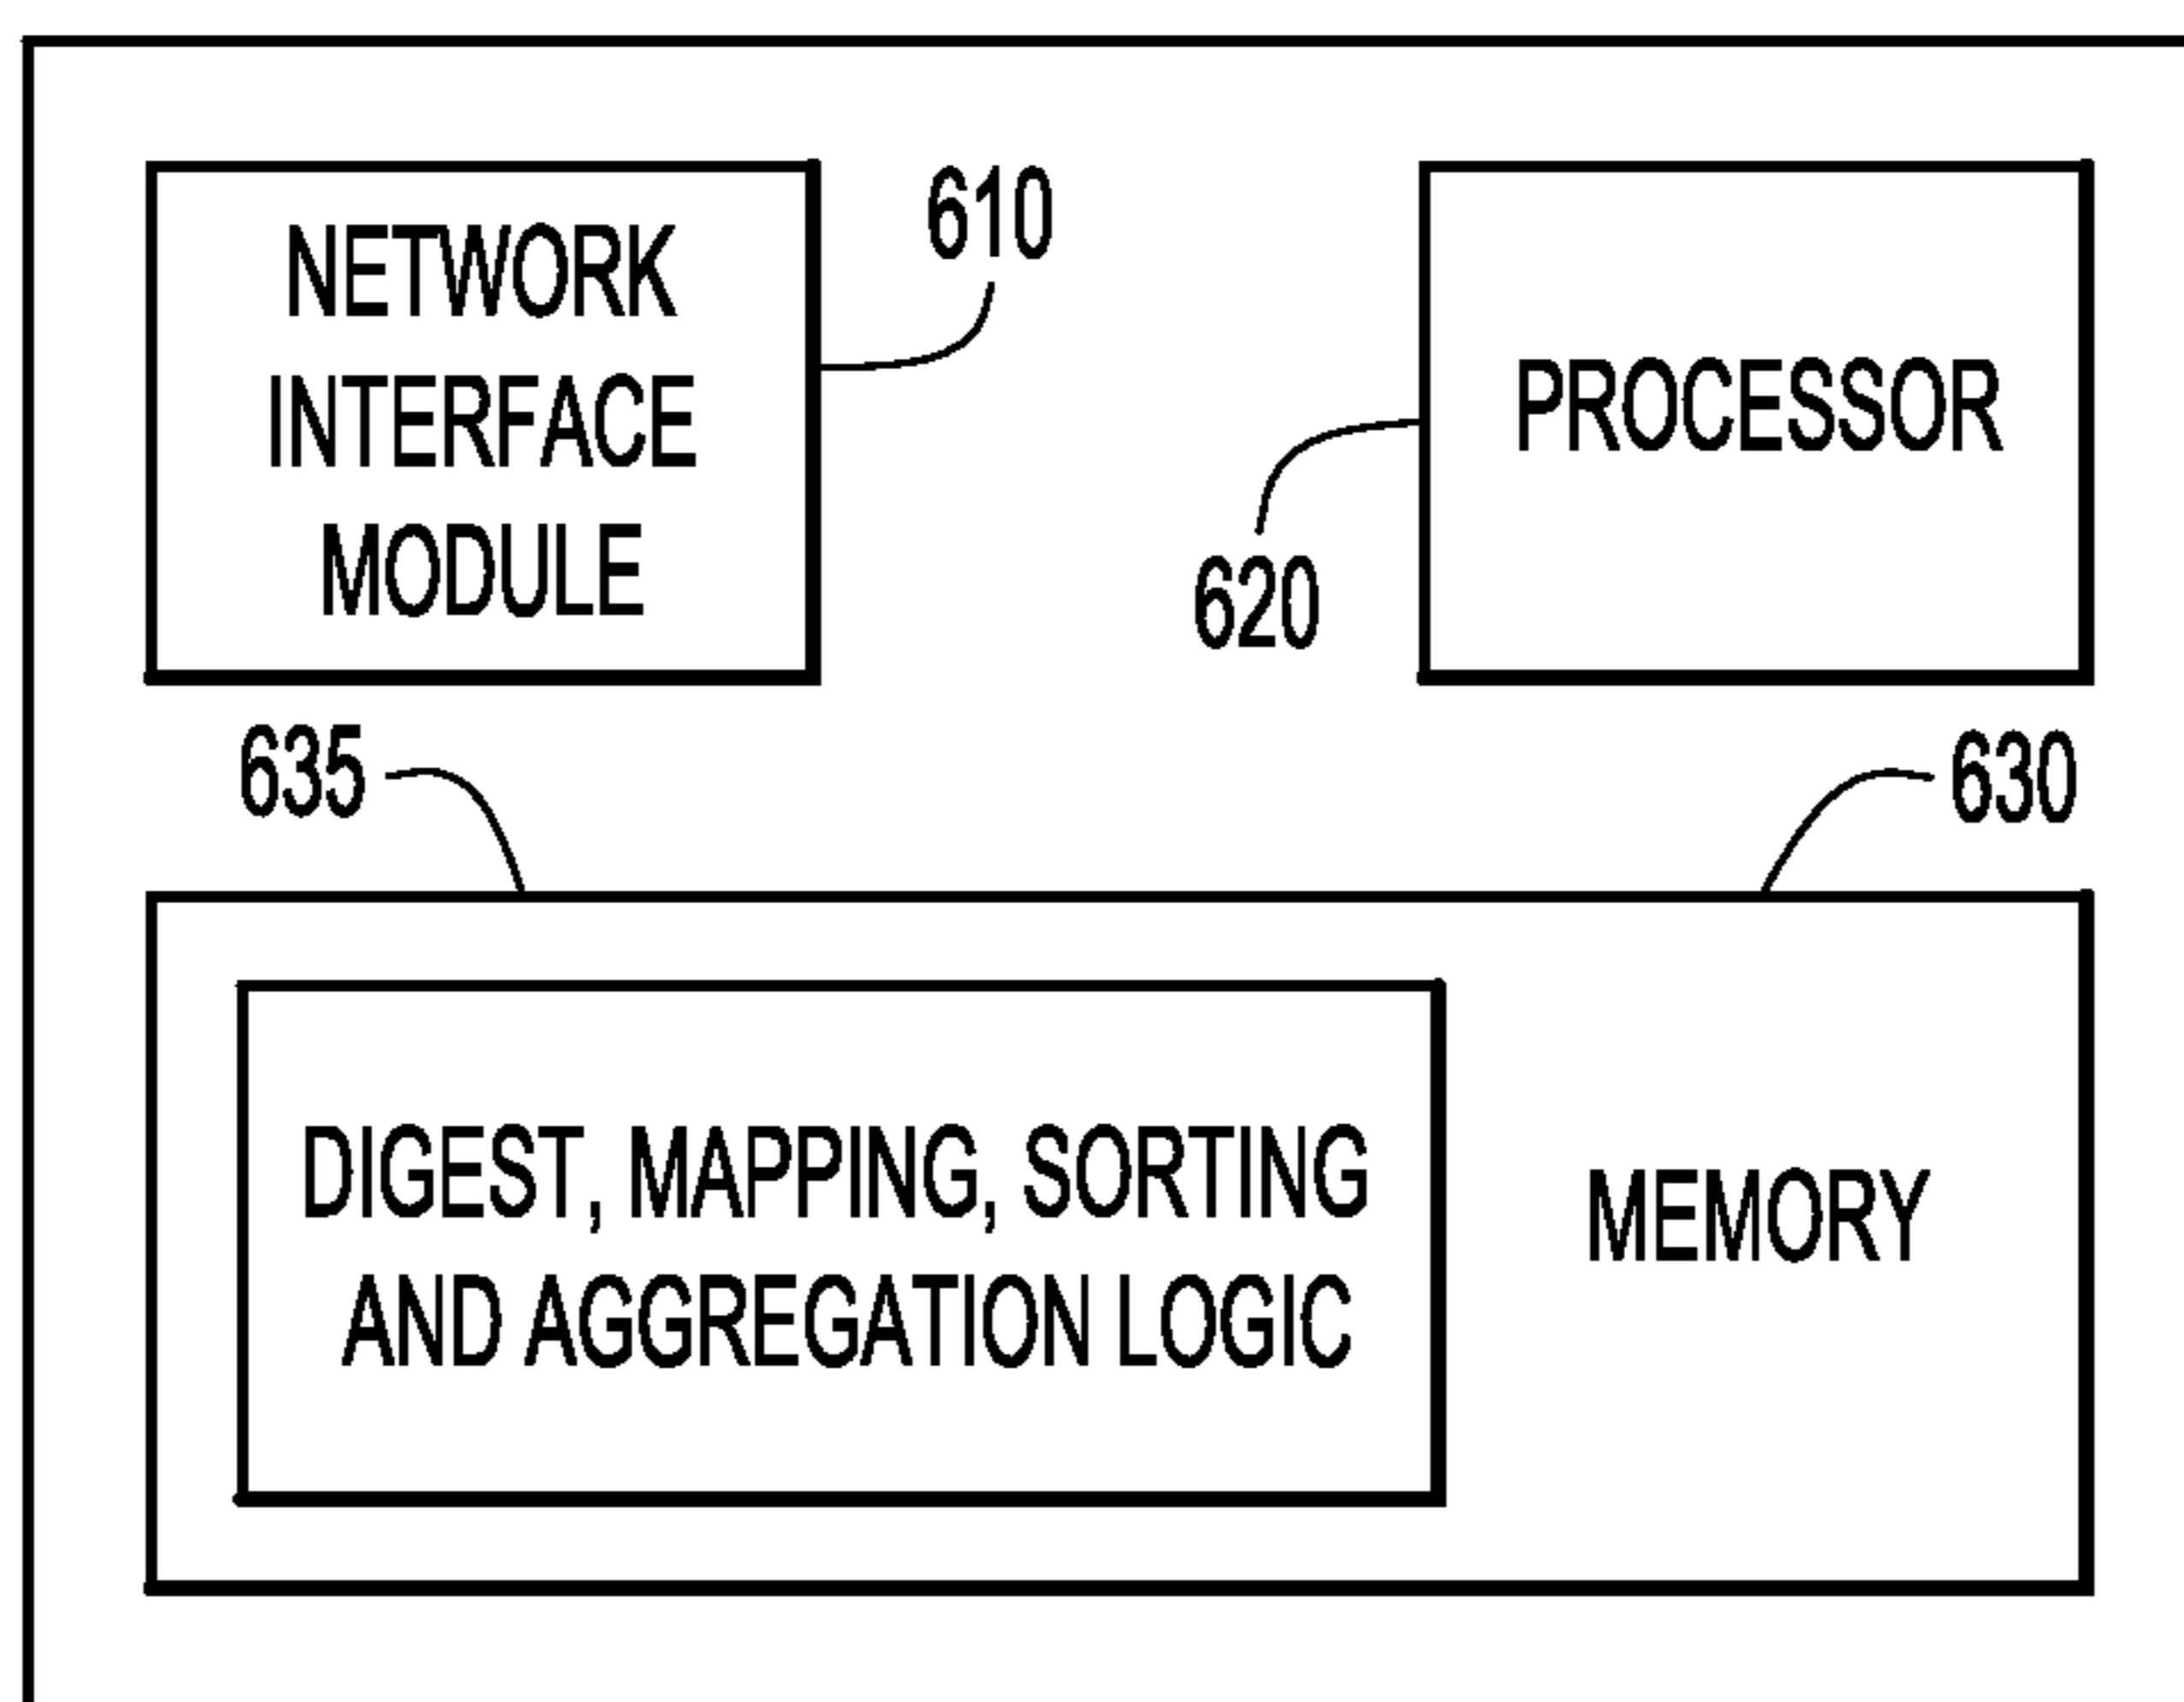 NETWORK
INTERFACE
MODULE
610
PROCESSOR
620
635
630
DIGEST, MAPPING, SORTING
AND AGGREGATION LOGIC
MEMORY